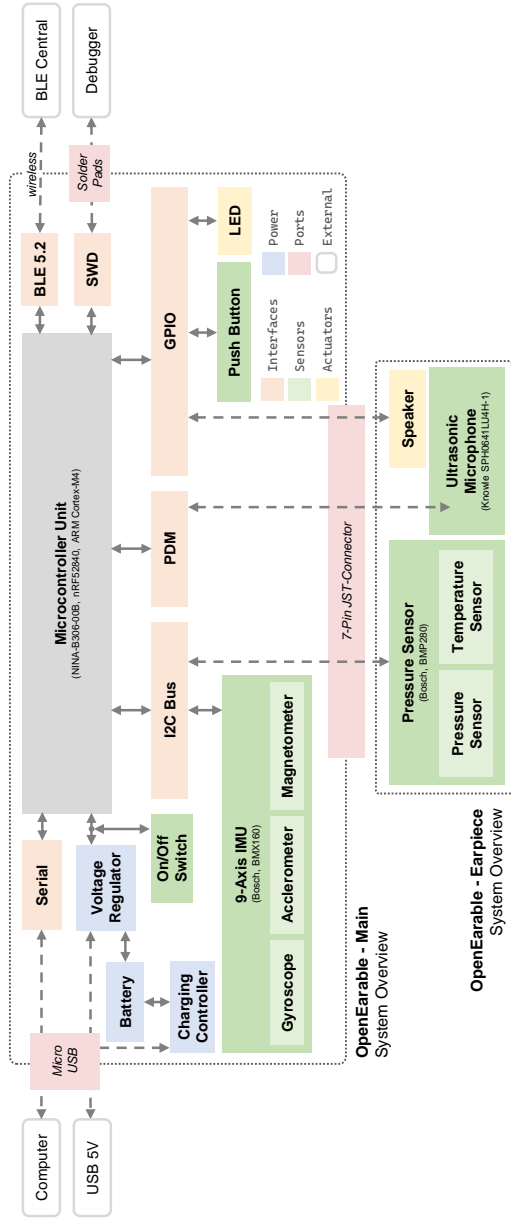 Computer
USB 5V
Micro
USB
Serial
Voltage
Regulator
Battery
Charging
Controller
On/Off
Switch
Microcontroller Unit
(NINA-B306-00B, nRF52840, ARM Cortex-M4)
BLE 5.2
SWD
wireless
Solder
Pads
BLE Central
Debugger
I2C Bus
PDM
GPIO
9-Axis IMU
(Bosch, BMX160)
Gyroscope
Acclerometer
Magnetometer
Push Button
LED
Interfaces
Sensors
Actuators
Power
Ports
External
OpenEarable - Main
System Overview
7-Pin JST-Connector
Pressure Sensor
(Bosch, BMP280)
Pressure
Sensor
Temperature
Sensor
Speaker
Ultrasonic
Microphone
(Knowle SPH0641LU4H-1)
OpenEarable - Earpiece
System Overview